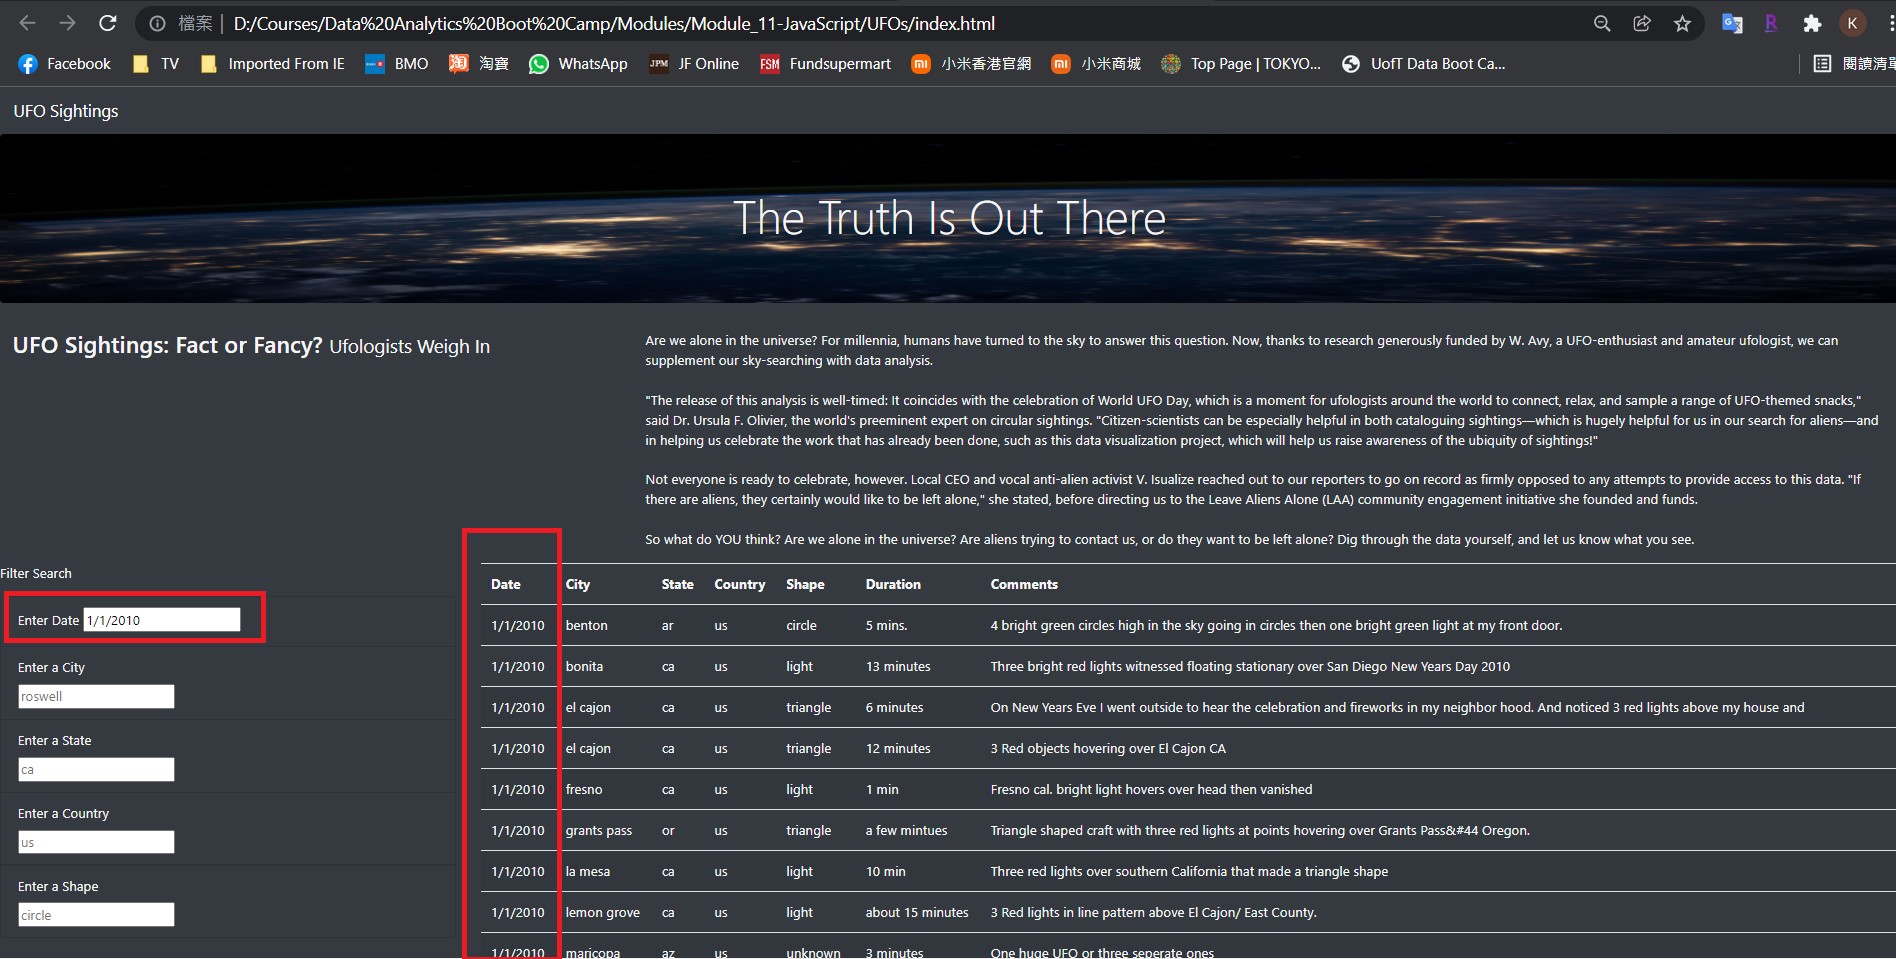 檔案 | D:/Courses/Data%20Analytics%20Boot%20Camp/Modules/Module_11-JavaScript/UFOs/index.html
K
Facebook TV Imported From IE BMO 淘 淘寶 WhatsApp JPM JF Online FSM Fundsupermart 小米香港官網 小米商城 Top Page | TOKYO... UofT Data Boot Ca... 閱讀清單
UFO Sightings
The Truth Is Out There
UFO Sightings: Fact or Fancy? Ufologists Weigh In
Are we alone in the universe? For millennia, humans have turned to the sky to answer this question. Now, thanks to research generously funded by W. Avy, a UFO-enthusiast and amateur ufologist, we can
supplement our sky-searching with data analysis.
"The release of this analysis is well-timed: It coincides with the celebration of World UFO Day, which is a moment for ufologists around the world to connect, relax, and sample a range of UFO-themed snacks,"
said Dr. Ursula F. Olivier, the world's preeminent expert on circular sightings. "Citizen-scientists can be especially helpful in both cataloguing sightings—which is hugely helpful for us in our search for aliens—and
in helping us celebrate the work that has already been done, such as this data visualization project, which will help us raise awareness of the ubiquity of sightings!"
Not everyone is ready to celebrate, however. Local CEO and vocal anti-alien activist V. Isualize reached out to our reporters to go on record as firmly opposed to any attempts to provide access to this data. "If
there are aliens, they certainly would like to be left alone," she stated, before directing us to the Leave Aliens Alone (LAA) community engagement initiative she founded and funds.
So what do YOU think? Are we alone in the universe? Are aliens trying to contact us, or do they want to be left alone? Dig through the data yourself, and let us know what you see.
Filter Search
Enter Date 1/1/2010
Enter a City
roswell
Enter a State
ca
Enter a Country
us
Enter a Shape
circle
Date City State Country Shape Duration Comments
1/1/2010 benton ar us circle 5 mins. 4 bright green circles high in the sky going in circles then one bright green light at my front door.
1/1/2010 bonita ca us light 13 minutes Three bright red lights witnessed floating stationary over San Diego New Years Day 2010
1/1/2010 el cajon ca us triangle 6 minutes On New Years Eve I went outside to hear the celebration and fireworks in my neighbor hood. And noticed 3 red lights above my house and
1/1/2010 el cajon ca us triangle 12 minutes 3 Red objects hovering over El Cajon CA
1/1/2010 fresno ca us light 1 min Fresno cal. bright light hovers over head then vanished
1/1/2010 grants pass or us triangle a few mintues Triangle shaped craft with three red lights at points hovering over Grants Pass&#44 Oregon.
1/1/2010 la mesa ca us light 10 min Three red lights over southern California that made a triangle shape
1/1/2010 lemon grove ca us light about 15 minutes 3 Red lights in line pattern above El Cajon/ East County.
1/1/2010 maricopa az us unknown 3 minutes One huge UFO or three seperate ones